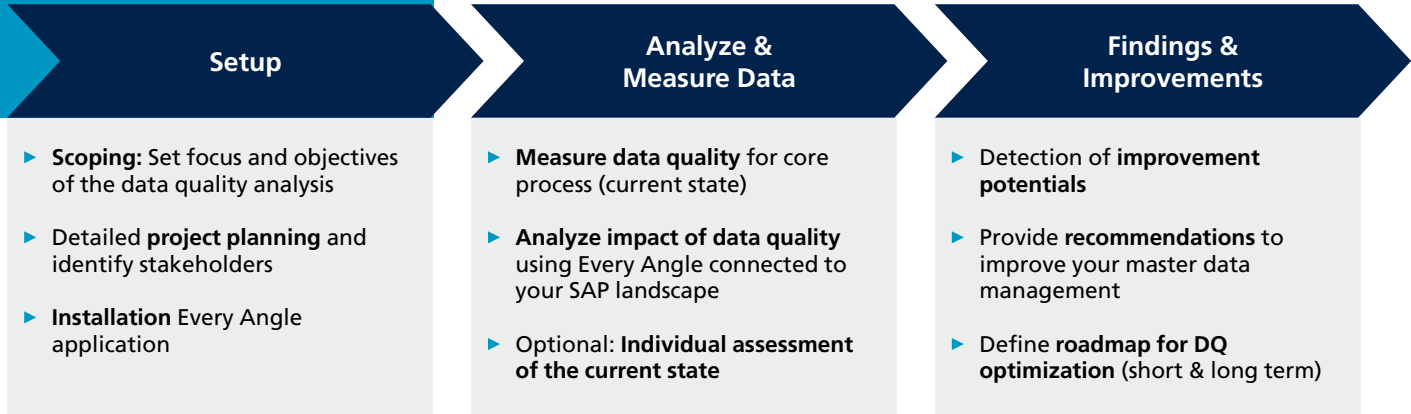 Setup
► Scoping: Set focus and objectives
of the data quality analysis
► Detailed project planning and
identify stakeholders
► Installation Every Angle
application
Analyze &
Measure Data
► Measure data quality for core
process (current state)
► Analyze impact of data quality
using Every Angle connected to
your SAP landscape
► Optional: Individual assessment
of the current state
Findings &
Improvements
► Detection of improvement
potentials
► Provide recommendations to
improve your master data
management
► Define roadmap for DQ
optimization (short & long term)